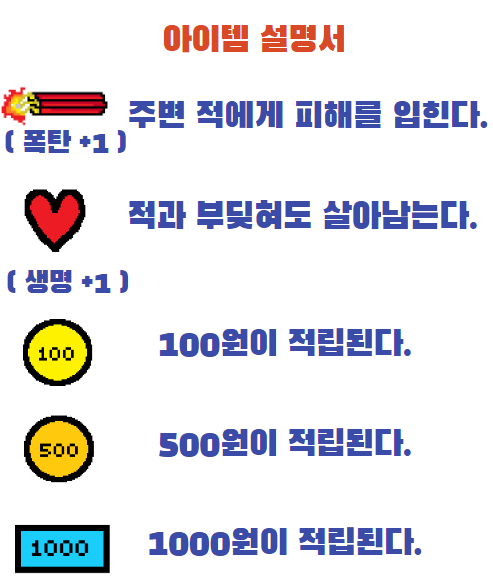 아이템 설명서
주변 적에게 피해를 입힌다.
( 폭탄 +1 )
적과 부딪혀도 살아남는다.
( 생명 +1 )
100 100원이 적립된다.
500 500원이 적립된다.
1000 1000원이 적립된다.